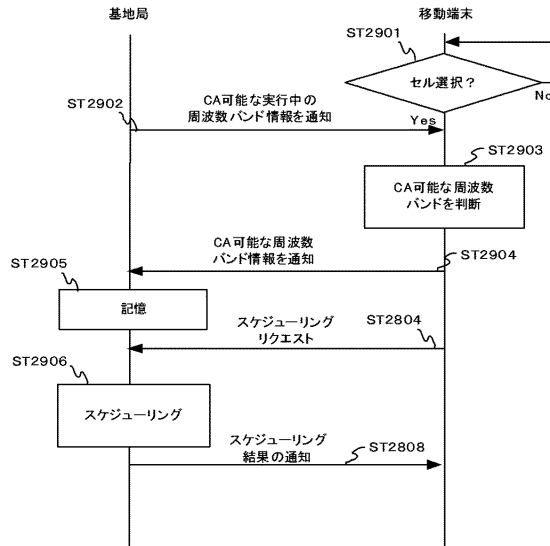 基地局
移動端末
ST2901
セル選択？
No
Yes
ST2902
CA可能な実行中の
周波数バンド情報を通知
ST2903
CA可能な周波数
バンドを判断
CA可能な周波数
バンド情報を通知
ST2904
ST2905
記憶
スケジューリング
リクエスト
ST2804
ST2906
スケジューリング
スケジューリング
結果の通知
ST2808